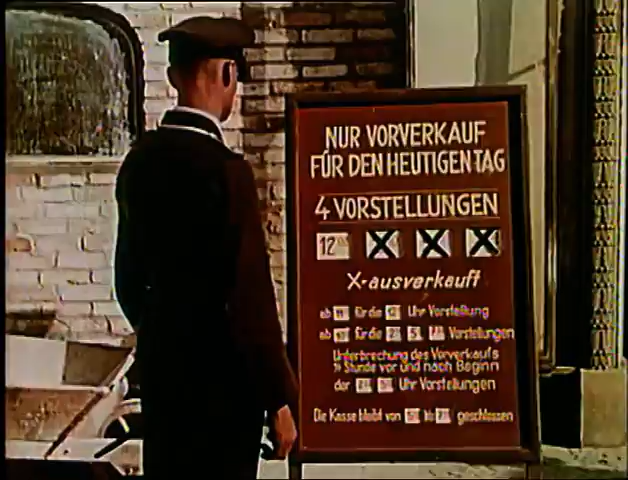 NUR VORVERKAUF
FÜR DEN HEUTIGEN TAG
4 VORSTELLUNGEN
12 X X X
X-ausverkauft
ab für die Uhr Vorstellung
ab für die Vorstellungen
Unterbrechung des Vorverkaufs
Stunde vor und nach Beginn
der Uhr Vorstellungen
Die Kasse bleibt von bis geschlossen